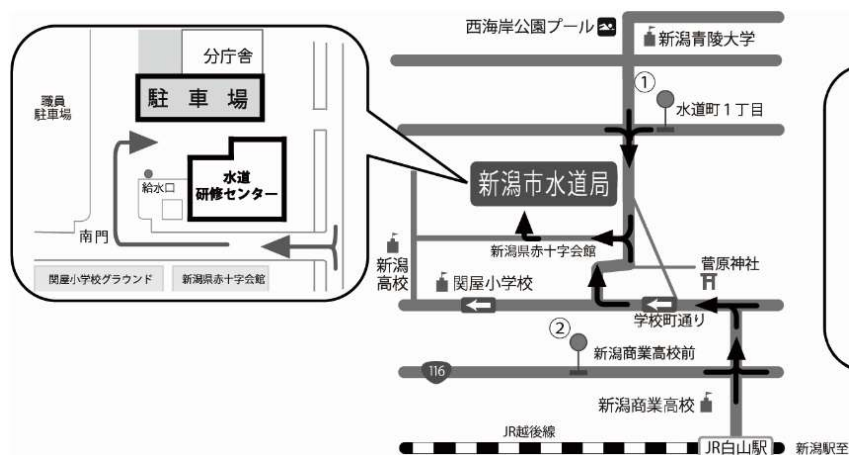 分庁舎
駐車場
職員
駐車場
水道
研修センター
給水口
南門
関屋小学校グラウンド
新潟県赤十字会館
西海岸公園プール
新潟青陵大学
①
水道町1丁目
新潟市水道局
新潟県赤十字会館
新潟
高校
関屋小学校
菅原神社
学校町通り
②
新潟商業高校前
116
新潟商業高校
JR越後線
JR白山駅
新潟駅至